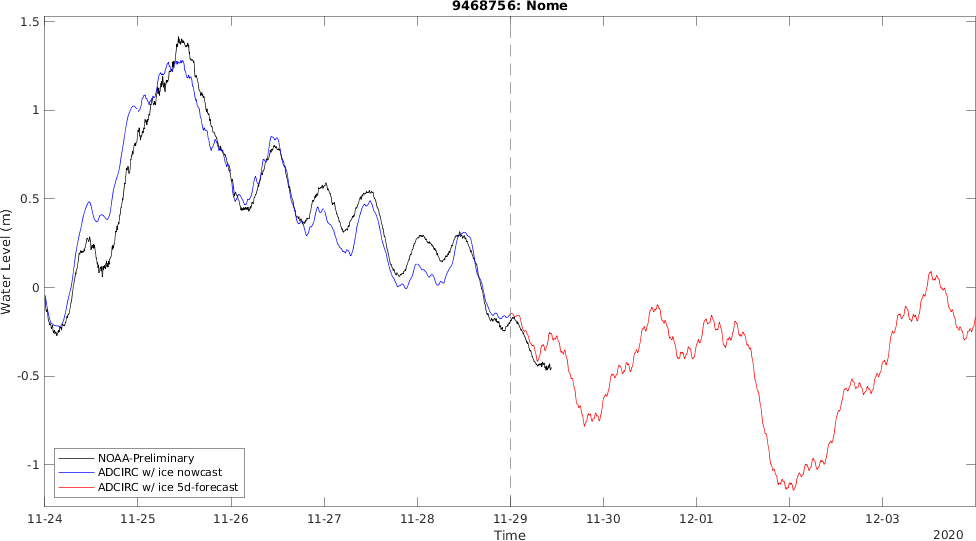 9468756: Nome
1.5
1
0.5
0
-0.5
-1
Water Level (m)
NOAA-Preliminary
ADCIRC w/ ice nowcast
ADCIRC w/ ice 5d-forecast
11-24 11-25 11-26 11-27 11-28 11-29 11-30 12-01 12-02 12-03
Time
2020